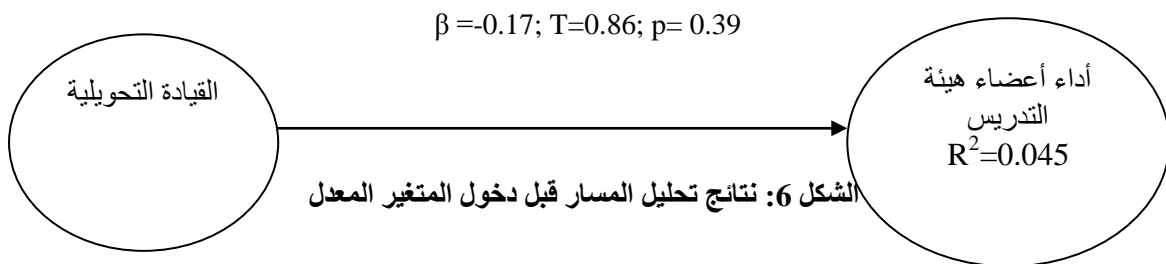 β =-0.17; T=0.86; p= 0.39
القيادة التحويلية
أداء أعضاء هيئة
التدريس
R²=0.045
الشكل 6: نتائج تحليل المسار قبل دخول المتغير المعدل